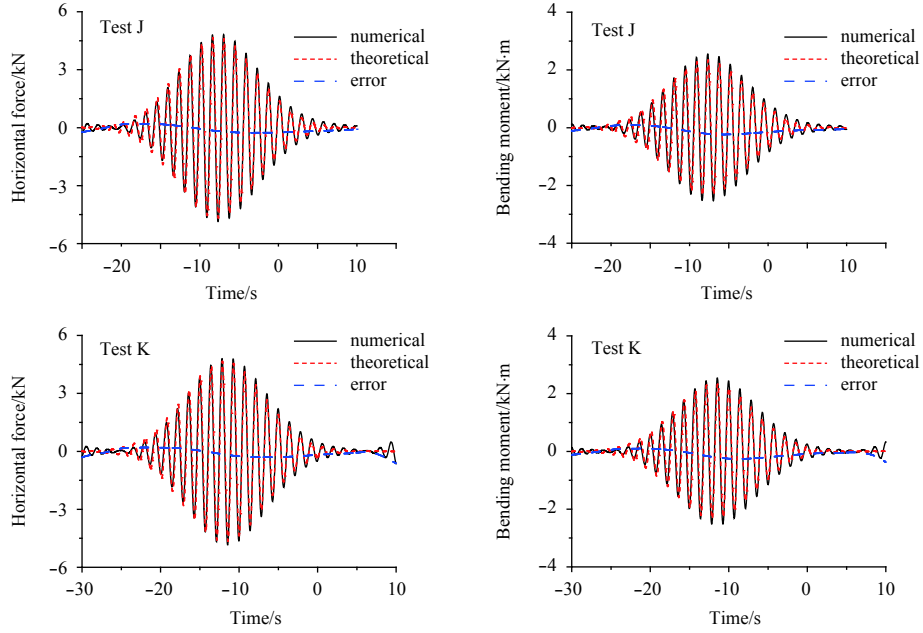 Test J
numerical
theoretical
error
Horizontal force/kN
6
3
0
-3
-6
-20
-10
0
10
Time/s
Test J
numerical
theoretical
error
Bending moment/kN·m
4
2
0
-2
-4
-20
-10
0
10
Time/s
Test K
numerical
theoretical
error
Horizontal force/kN
6
3
0
-3
-6
-30
-20
-10
0
10
Time/s
Test K
numerical
theoretical
error
Bending moment/kN·m
4
2
0
-2
-4
-30
-20
-10
0
10
Time/s